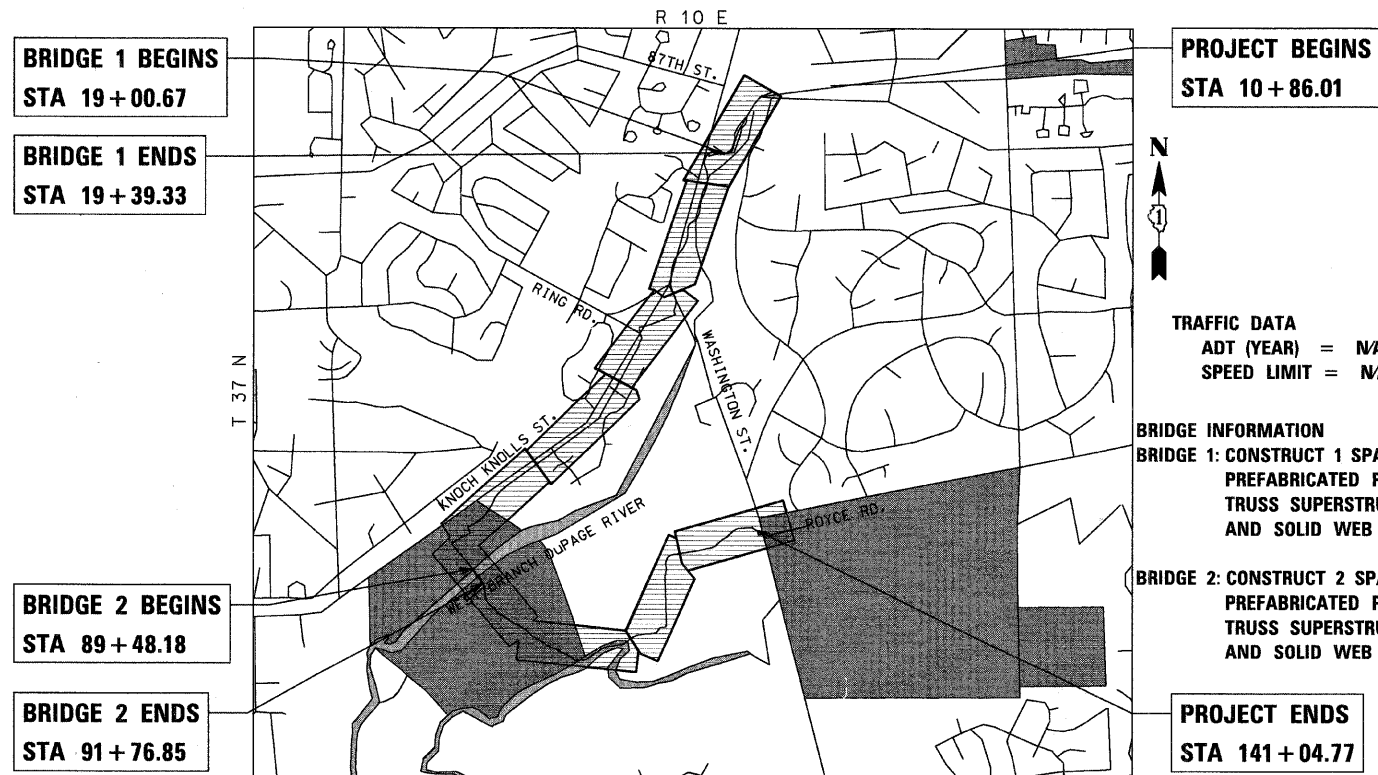 R 10 E
BRIDGE 1 BEGINS
STA 19+00.67
BRIDGE 1 ENDS
STA 19+39.33
PROJECT BEGINS
STA 10+86.01
87TH ST.
N
1
RING RD.
WASHINGTON ST.
T 37 N
TRAFFIC DATA
ADT (YEAR) =
SPEED LIMIT =
KNOCH KNOLLS ST.
BRIDGE INFORMATION
BRIDGE 1: CONSTRUCT 1
PREFABRICATED
TRUSS
AND SOLID WEB
ROYCE RD.
BRANCH DuPAGE RIVER
BRIDGE 2: CONSTRUCT 2
PREFABRICATED
TRUSS
AND SOLID WEB
BRIDGE 2 BEGINS
STA 89+48.18
BRIDGE 2 ENDS
STA 91+76.85
PROJECT ENDS
STA 141+04.77